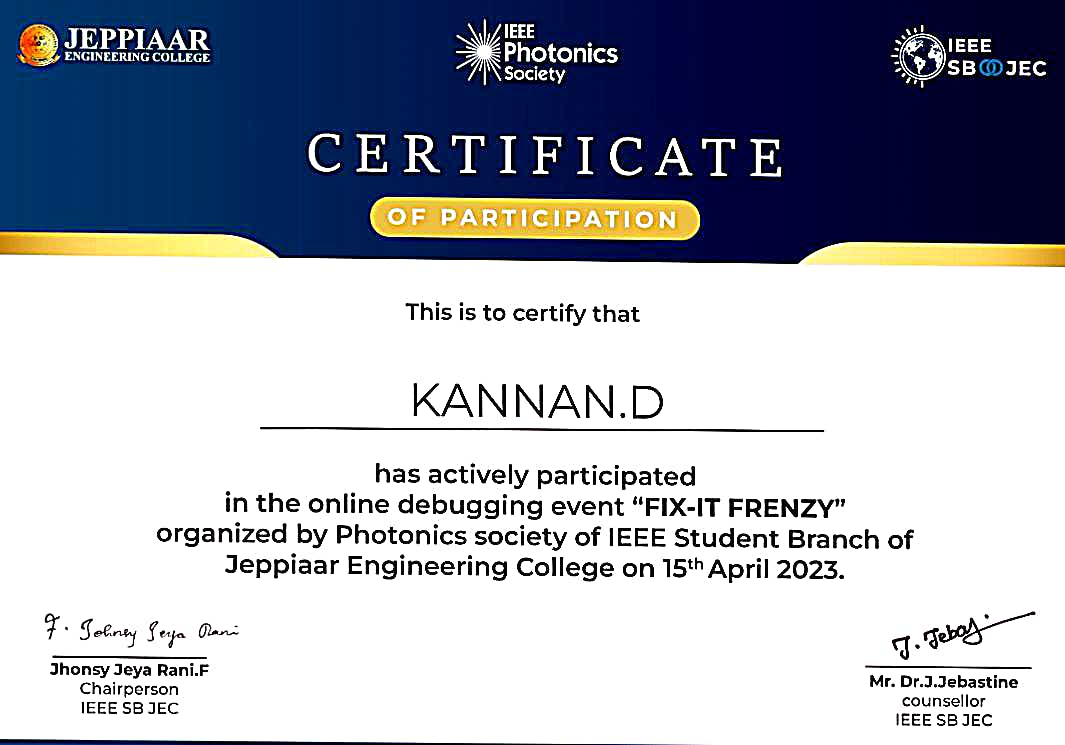 JEPPIAAR
ENGINEERING COLLEGE
IEEE
Photonics
Society
IEEE
SB JEC
CERTIFICATE
OF PARTICIPATION
This is to certify that
KANNAN.D
has actively participated
in the online debugging event “FIX-IT FRENZY”
organized by Photonics society of IEEE Student Branch of
Jeppiaar Engineering College on 15th April 2023.
F. Johney Jeya Rani
J. Jebas
Jhonsy Jeya Rani.F
Chairperson
IEEE SB JEC
Mr. Dr.J.Jebastine
counsellor
IEEE SB JEC